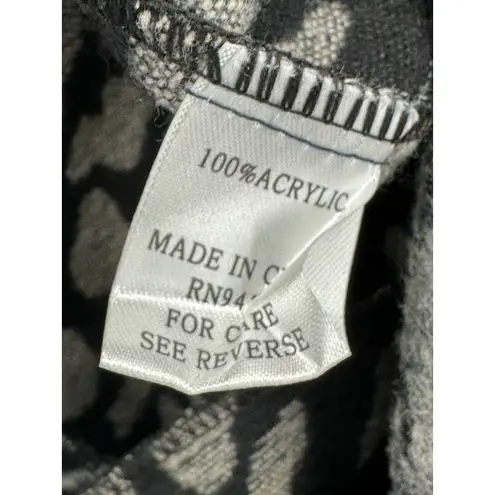 100%ACRYLIC
MADE IN
FOR CARE
SEE REVERSE